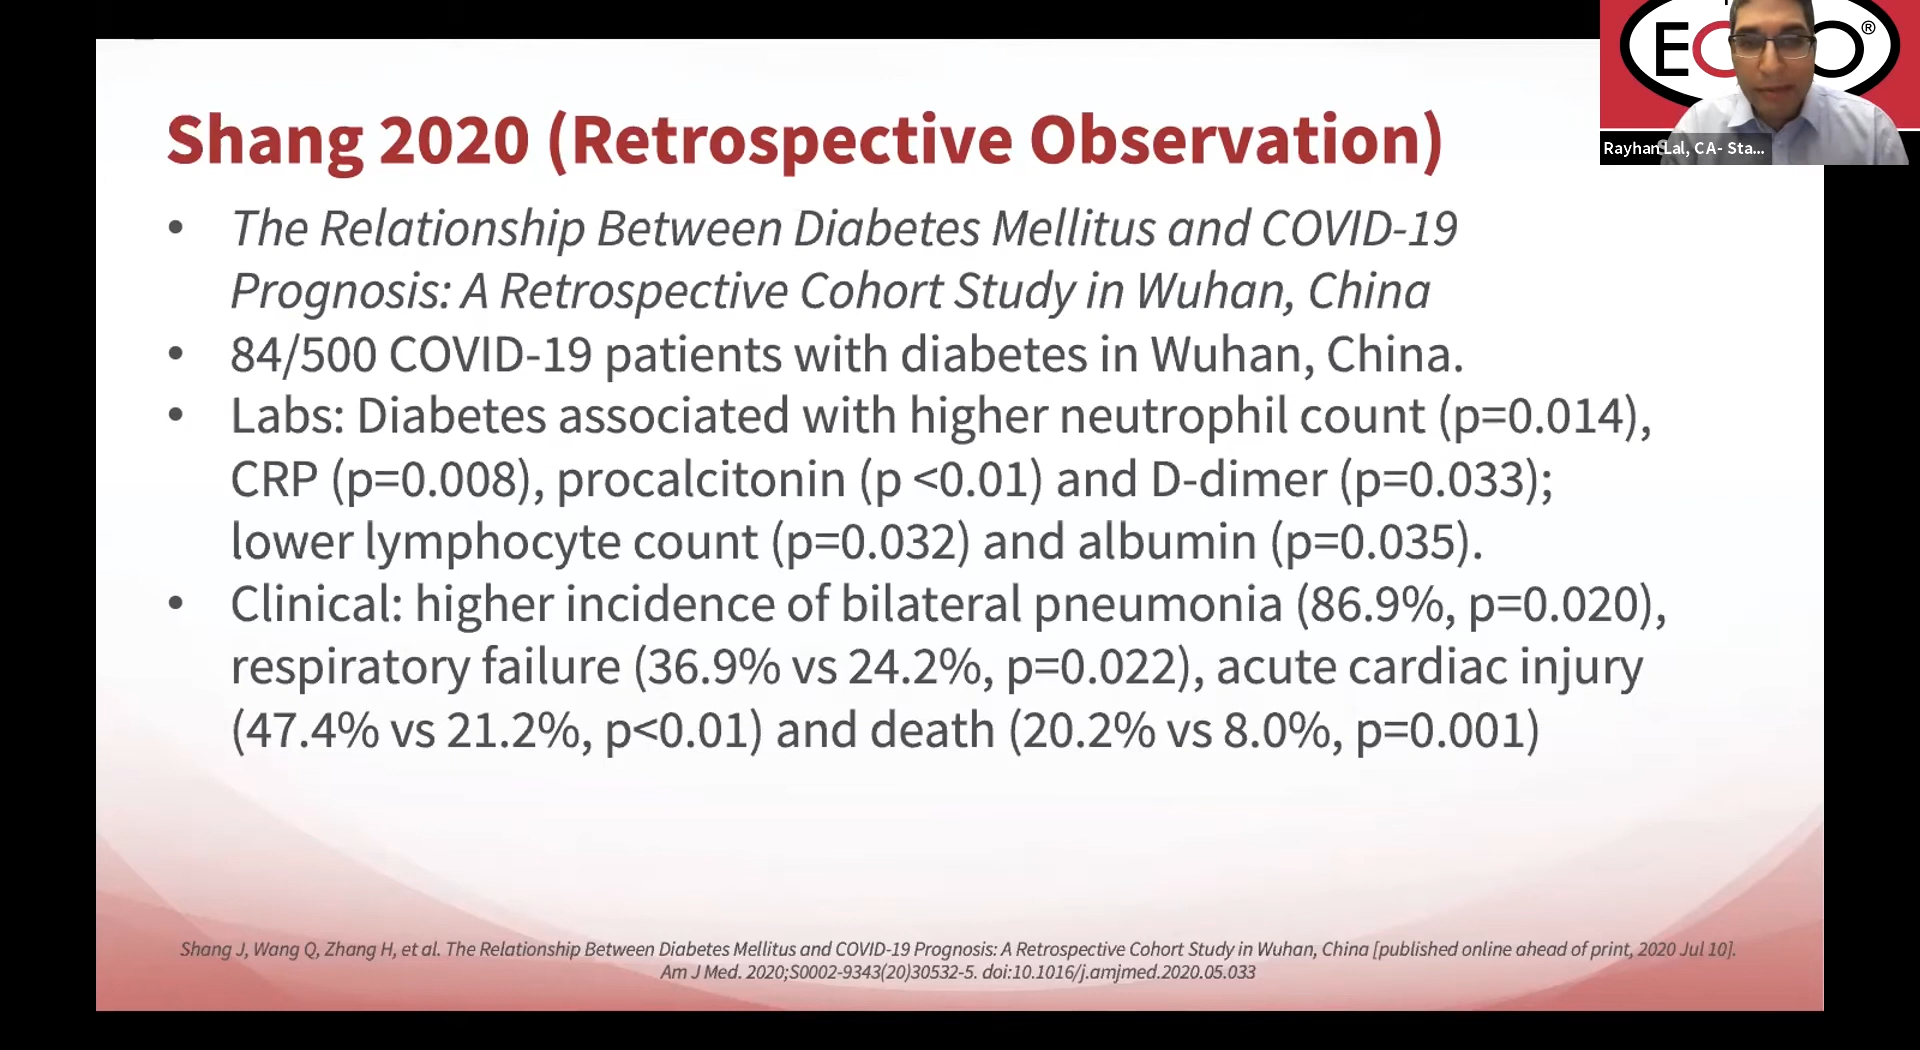 Shang 2020 (Retrospective Observation)
• The Relationship Between Diabetes Mellitus and COVID-19
Prognosis: A Retrospective Cohort Study in Wuhan, China
• 84/500 COVID-19 patients with diabetes in Wuhan, China.
• Labs: Diabetes associated with higher neutrophil count (p=0.014),
CRP (p=0.008), procalcitonin (p <0.01) and D-dimer (p=0.033);
lower lymphocyte count (p=0.032) and albumin (p=0.035).
• Clinical: higher incidence of bilateral pneumonia (86.9%, p=0.020),
respiratory failure (36.9% vs 24.2%, p=0.022), acute cardiac injury
(47.4% vs 21.2%, p<0.01) and death (20.2% vs 8.0%, p=0.001)
Shang J, Wang Q, Zhang H, et al. The Relationship Between Diabetes Mellitus and COVID-19 Prognosis: A Retrospective Cohort Study in Wuhan, China [published online ahead of print, 2020 Jul 10].
Am J Med. 2020;S0002-9343(20)30532-5. doi:10.1016/j.amjmed.2020.05.033
Rayhan Lal, CA- Sta...